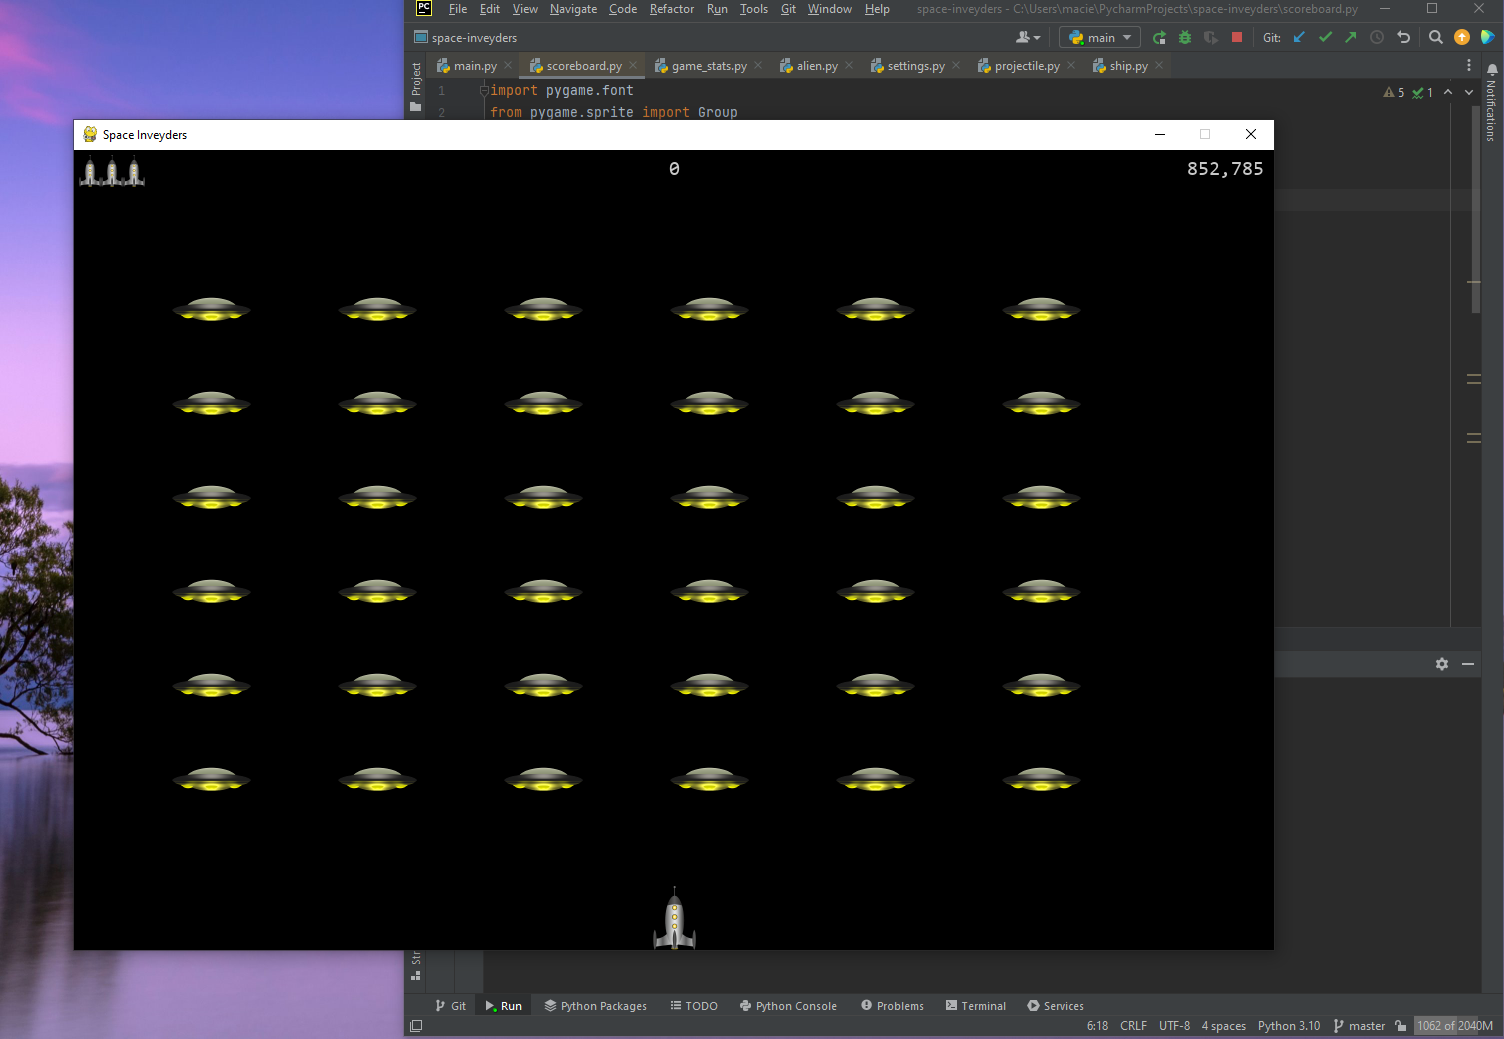 PC File Edit View Navigate Code Refactor Run Tools Git Window Help space-inveyders - C:\Users\macie\PycharmProjects\space-inveyders\scoreboard.py
space-inveyders main Git:
Project
main.py scoreboard.py game_stats.py alien.py settings.py projectile.py ship.py
Notifications
1 import pygame.font 5 1
2 from pygame.sprite import Group
Space Inveyders
0 852,785
Str
Git Run Python Packages TODO Python Console Problems Terminal Services
6:18 CRLF UTF-8 4 spaces Python 3.10 master 1062 of 2040M